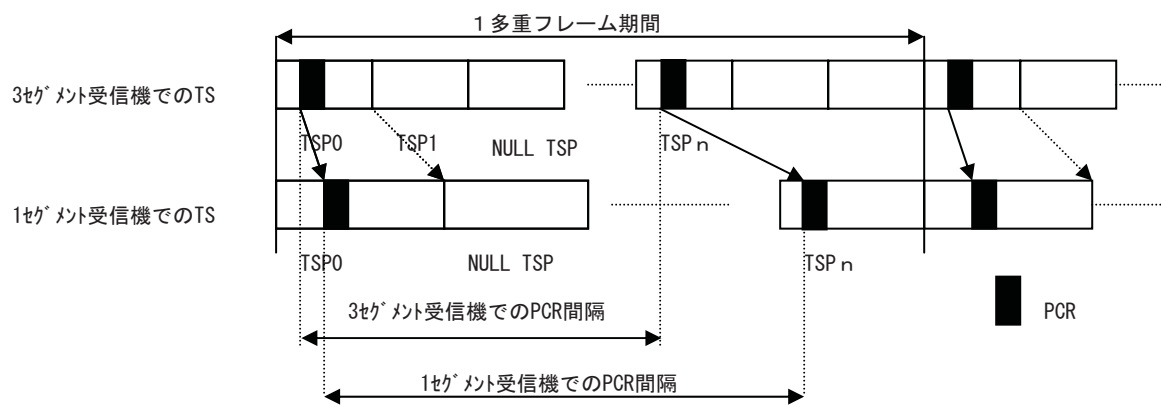 １多重フレーム期間
3ｾｸﾞﾒﾝﾄ受信機でのTS
TSP0
TSP1
NULL TSP
TSPｎ
1ｾｸﾞﾒﾝﾄ受信機でのTS
TSP0
NULL TSP
TSPｎ
PCR
3ｾｸﾞﾒﾝﾄ受信機でのPCR間隔
1ｾｸﾞﾒﾝﾄ受信機でのPCR間隔